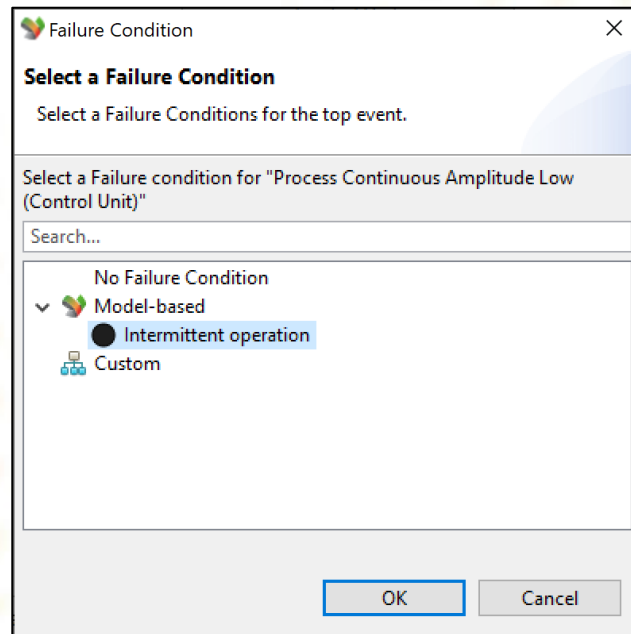 Failure Condition
Select a Failure Condition
Select a Failure Conditions for the top event.
Select a Failure condition for "Process Continuous Amplitude Low
(Control Unit)"
Search...
No Failure Condition
Model-based
Intermittent operation
Custom
OK
Cancel